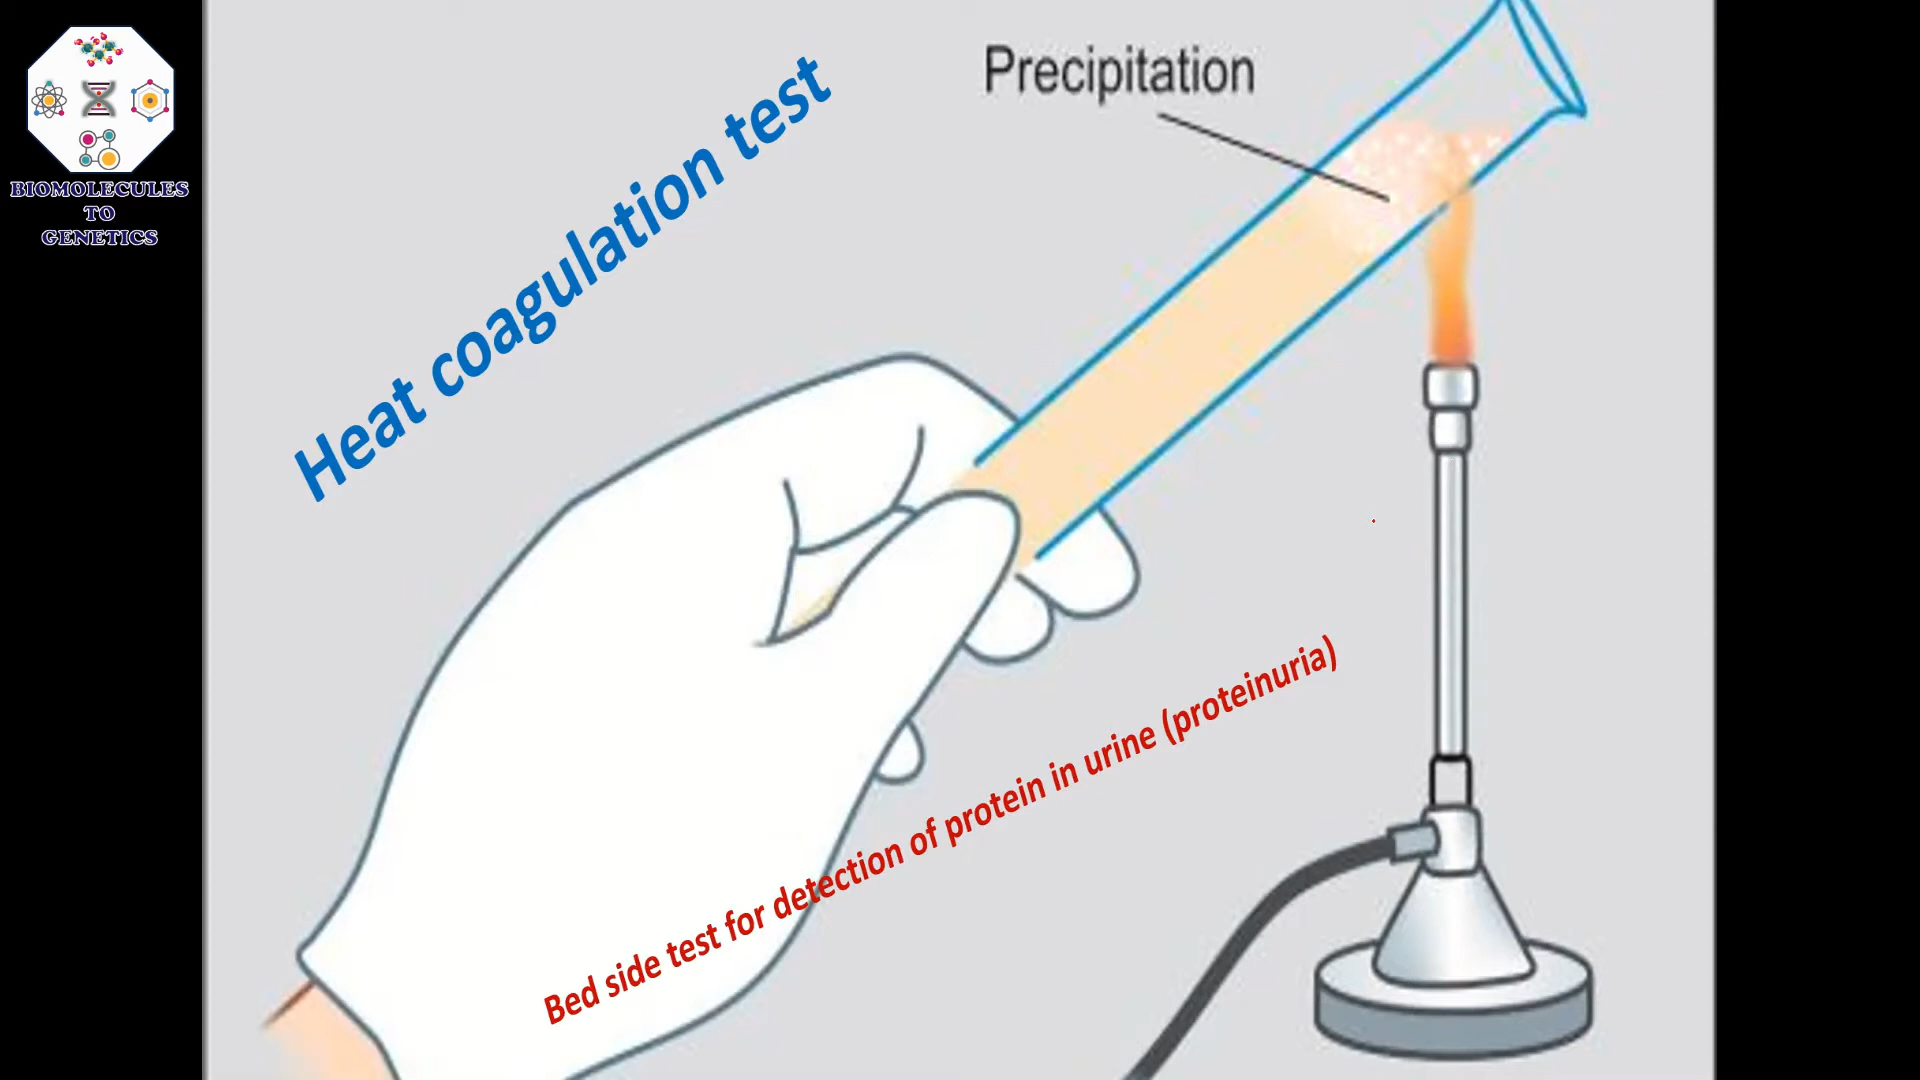 BIOMOLECULES
TO
GENETICS
Precipitation
Heat coagulation test
Bed side test for detection of protein in urine (proteinuria)